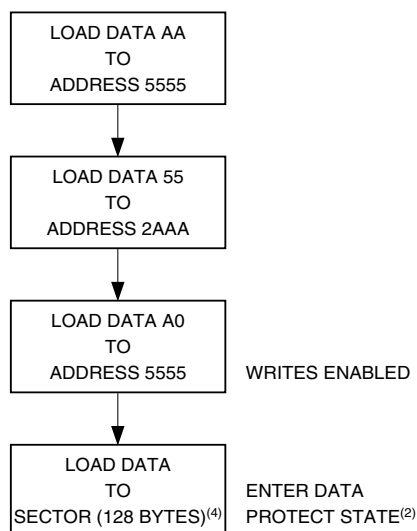 LOAD DATA AA
TO
ADDRESS 5555
LOAD DATA 55
TO
ADDRESS 2AAA
LOAD DATA A0
TO
ADDRESS 5555 WRITES ENABLED
LOAD DATA
TO ENTER DATA
SECTOR (128 BYTES)(4) PROTECT STATE(2)